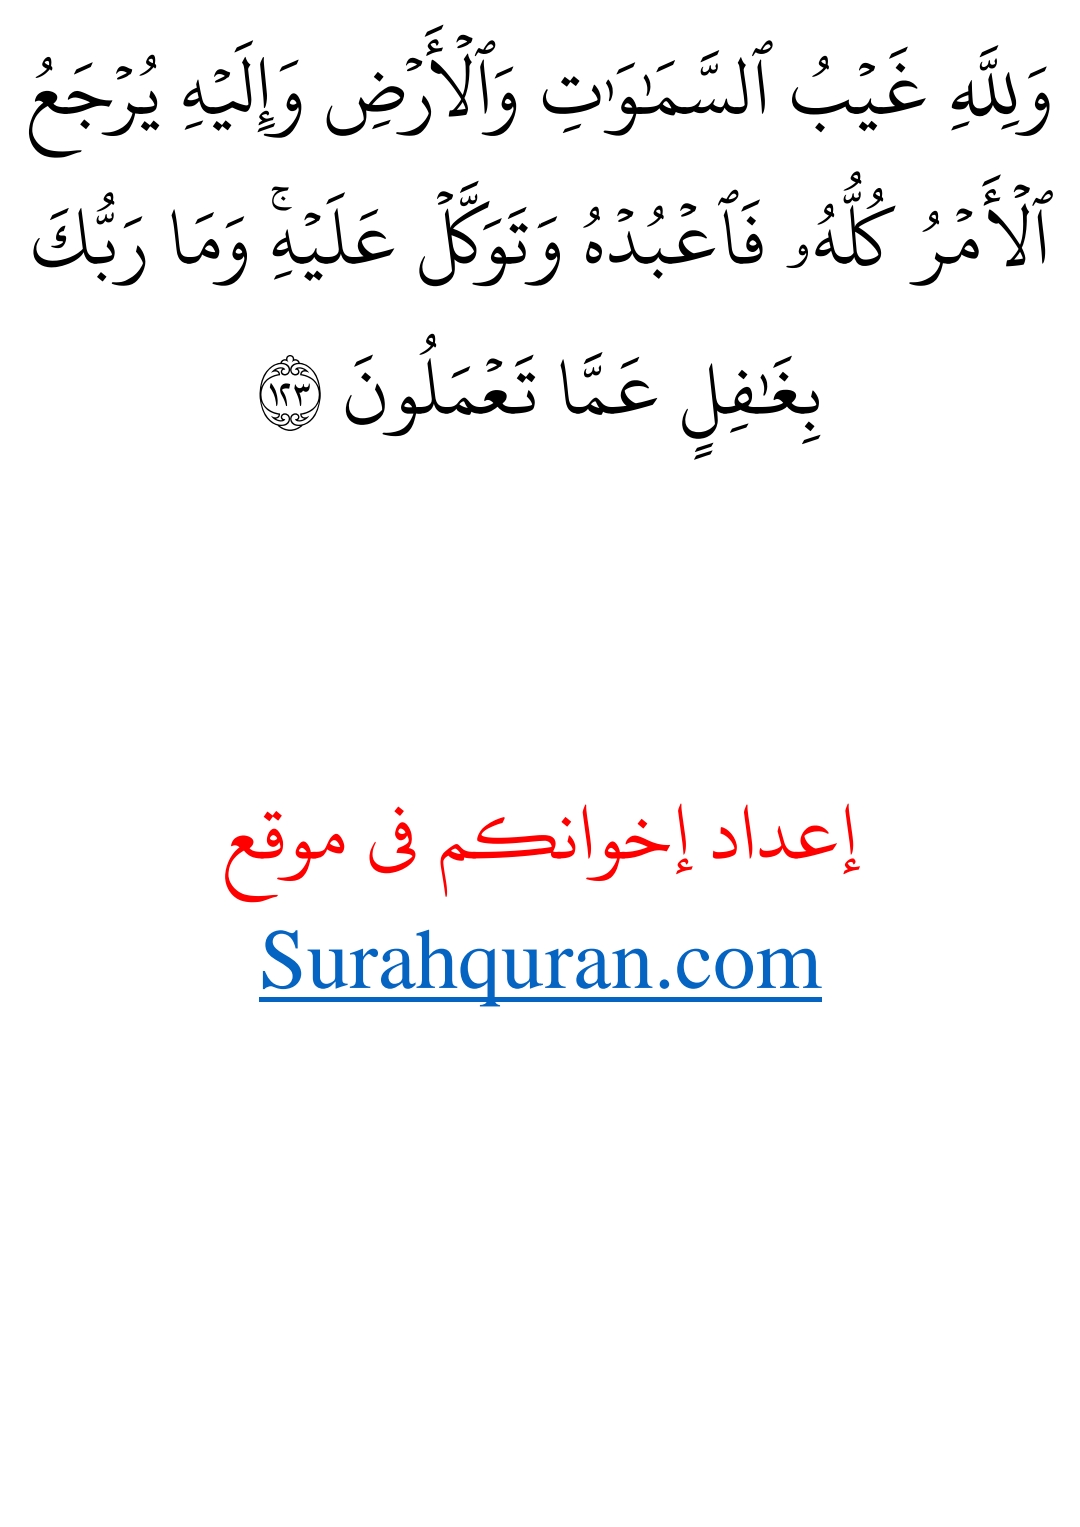 وَلِلَّهِ غَيۡبُ ٱلسَّمَـٰوَ ٰتِ وَٱلۡأَرۡضِ وَإِلَيۡهِ يُرۡجَعُ
ٱلۡأَمۡرُ كُلُّهُۥ فَٱعۡبُدۡهُ وَتَوَكَّلۡ عَلَيۡهِۚ وَمَا رَبُّكَ
بِغَـٰفِلٍ عَمَّا تَعۡمَلُونَ ١٢٣
إعداد إخوانكم فى موقع
Surahquran.com